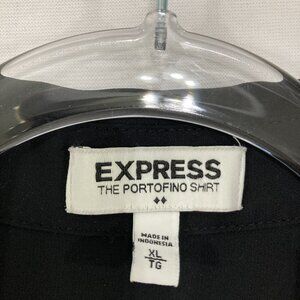 EXPRESS
THE PORTOFINO SHIRT
MADE IN
INDONESIA
XL
TG